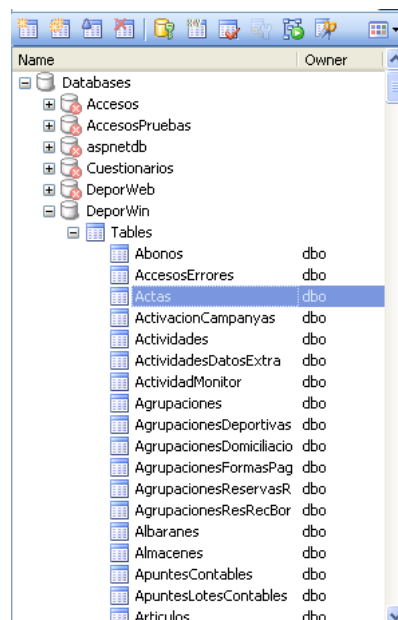 Name Owner
Databases
Accesos
AccesosPruebas
aspnetdb
Cuestionarios
DeporWeb
DeporWin
Tables
Abonos dbo
AccesosErrores dbo
Actas dbo
ActivacionCampanyas dbo
Actividades dbo
ActividadesDatosExtra dbo
ActividadMonitor dbo
Agrupaciones dbo
AgrupacionesDeportivas dbo
AgrupacionesDomiciliacio dbo
AgrupacionesFormasPag dbo
AgrupacionesReservasR dbo
AgrupacionesResRecBor dbo
Albaranes dbo
Almacenes dbo
ApuntesContables dbo
ApuntesLotesContables dbo
Articulos dbo